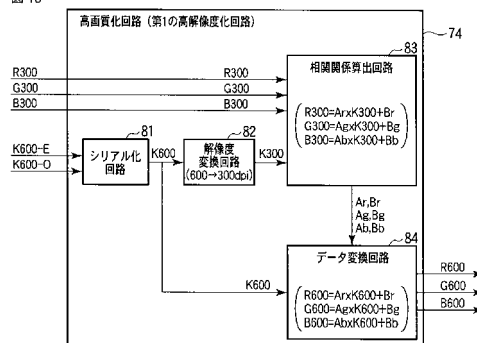 高画質化回路(第1の高解像度化回路)
74
83
R300
R300
相関関係算出回路
G300
G300
B300
B300
R300=ArxK300+Br
G300=AgxK300+Bg
B300=AbxK300+Bb
81
82
K600-E
K600-O
シリアル化
回路
K600
解像度
変換回路
(600→300dpi)
K300
Ar,Br
Ag,Bg
Ab,Bb
84
データ変換回路
K600
R600=ArxK600+Br
G600=AgxK600+Bg
B600=AbxK600+Bb
R600
G600
B600